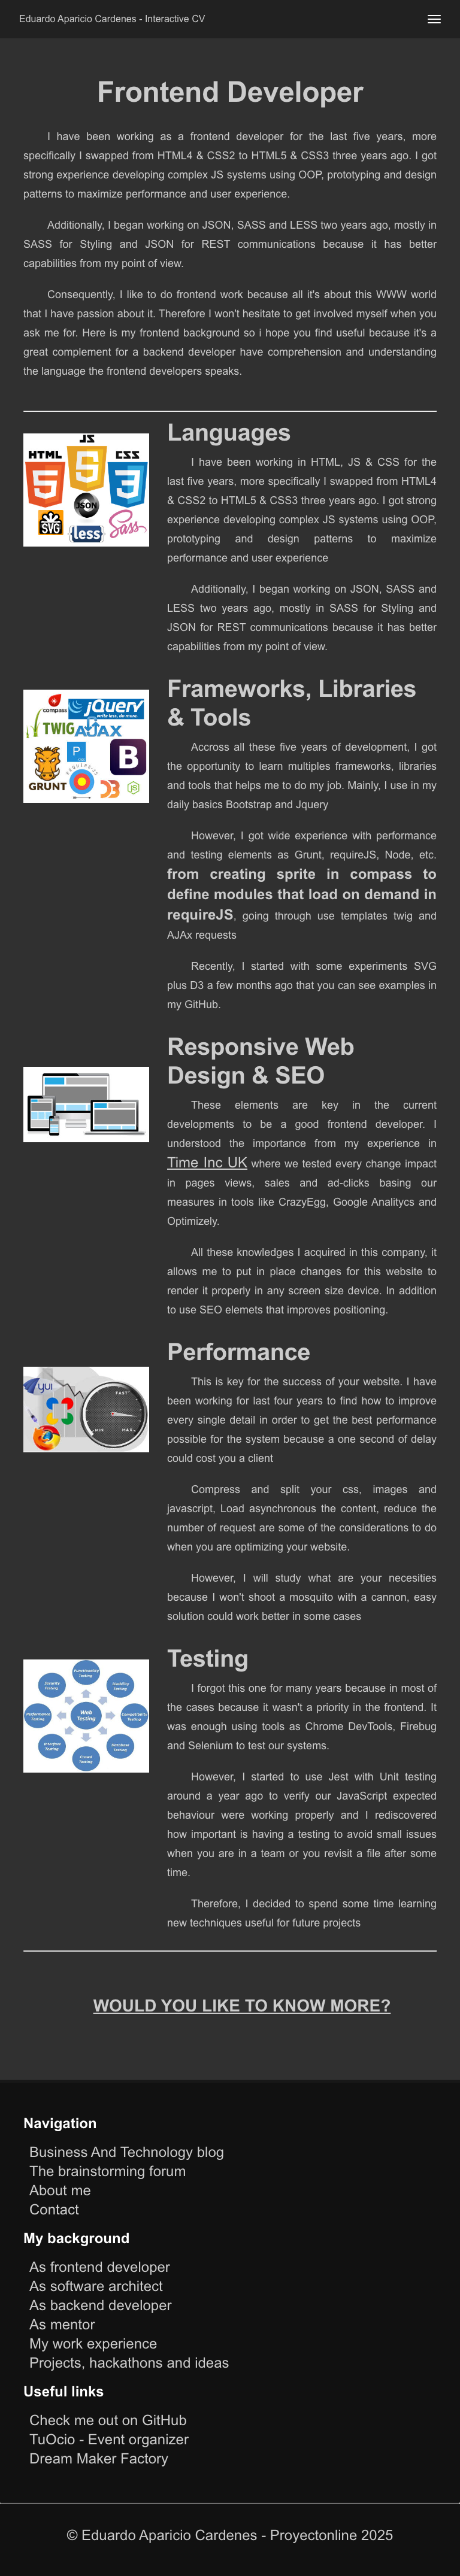 Eduardo Aparicio Cardenes - Interactive CV
Frontend Developer
I have been working as a frontend developer for the last five years, more
specifically I swapped from HTML4 & CSS2 to HTML5 & CSS3 three years ago. I got
strong experience developing complex JS systems using OOP, prototyping and design
patterns to maximize performance and user experience.
Additionally, I began working on JSON, SASS and LESS two years ago, mostly in
SASS for Styling and JSON for REST communications because it has better
capabilities from my point of view.
Consequently, I like to do frontend work because all it's about this WWW world
that I have passion about it. Therefore I won't hesitate to get involved myself when you
ask me for. Here is my frontend background so i hope you find useful because it's a
great complement for a backend developer have comprehension and understanding
the language the frontend developers speaks.
HTML JS CSS
JSON
SVG
{less}
Sass
Languages
I have been working in HTML, JS & CSS for the
last five years, more specifically I swapped from HTML4
& CSS2 to HTML5 & CSS3 three years ago. I got strong
experience developing complex JS systems using OOP,
prototyping and design patterns to maximize
performance and user experience
Additionally, I began working on JSON, SASS and
LESS two years ago, mostly in SASS for Styling and
JSON for REST communications because it has better
capabilities from my point of view.
compass
jQuery
write less, do more.
TWIG
AJAX
P
B
GRUNT
REQUIREJS
Frameworks, Libraries
& Tools
Accross all these five years of development, I got
the opportunity to learn multiple frameworks, libraries
and tools that helps me to do my job. Mainly, I use in my
daily basics Bootstrap and Jquery
However, I got wide experience with performance
and testing elements as Grunt, requireJS, Node, etc.
from creating sprite in compass to
define modules that load on demand in
requireJS, going through use templates twig and
AJAx requests
Recently, I started with some experiments SVG
plus D3 a few months ago that you can see examples in
my GitHub.
Responsive Web
Design & SEO
These elements are key in the current
developments to be a good frontend developer. I
understood the importance from my experience in
Time Inc UK where we tested every change impact
in pages views, sales and ad-clicks basing our
measures in tools like CrazyEgg, Google Analitycs and
Optimizely.
All these knowledges I acquired in this company, it
allows me to put in place changes for this website to
render it properly in any screen size device. In addition
to use SEO elemets that improves positioning.
yui
FAST
MIN
MAX
Performance
This is key for the success of your website. I have
been working for last four years to find how to improve
every single detail in order to get the best performance
possible for the system because a one second of delay
could cost you a client
Compress and split your css, images and
javascript, Load asynchronous the content, reduce the
number of request are some of the considerations to do
when you are optimizing your website.
However, I will study what are your necesities
because I won't shoot a mosquito with a cannon, easy
solution could work better in some cases
Functionality Testing
Usability Testing
Compatibility Testing
Database Testing
Crowd Testing
Interface Testing
Performance Testing
Security Testing
Web Testing
Testing
I forgot this one for many years because in most of
the cases because it wasn't a priority in the frontend. It
was enough using tools as Chrome DevTools, Firebug
and Selenium to test our systems.
However, I started to use Jest with Unit testing
around a year ago to verify our JavaScript expected
behaviour were working properly and I rediscovered
how important is having a testing to avoid small issues
when you are in a team or you revisit a file after some
time.
Therefore, I decided to spend some time learning
new techniques useful for future projects
WOULD YOU LIKE TO KNOW MORE?
Navigation
Business And Technology blog
The brainstorming forum
About me
Contact
My background
As frontend developer
As software architect
As backend developer
As mentor
My work experience
Projects, hackathons and ideas
Useful links
Check me out on GitHub
TuOcio - Event organizer
Dream Maker Factory
© Eduardo Aparicio Cardenes - Proyectonline 2025